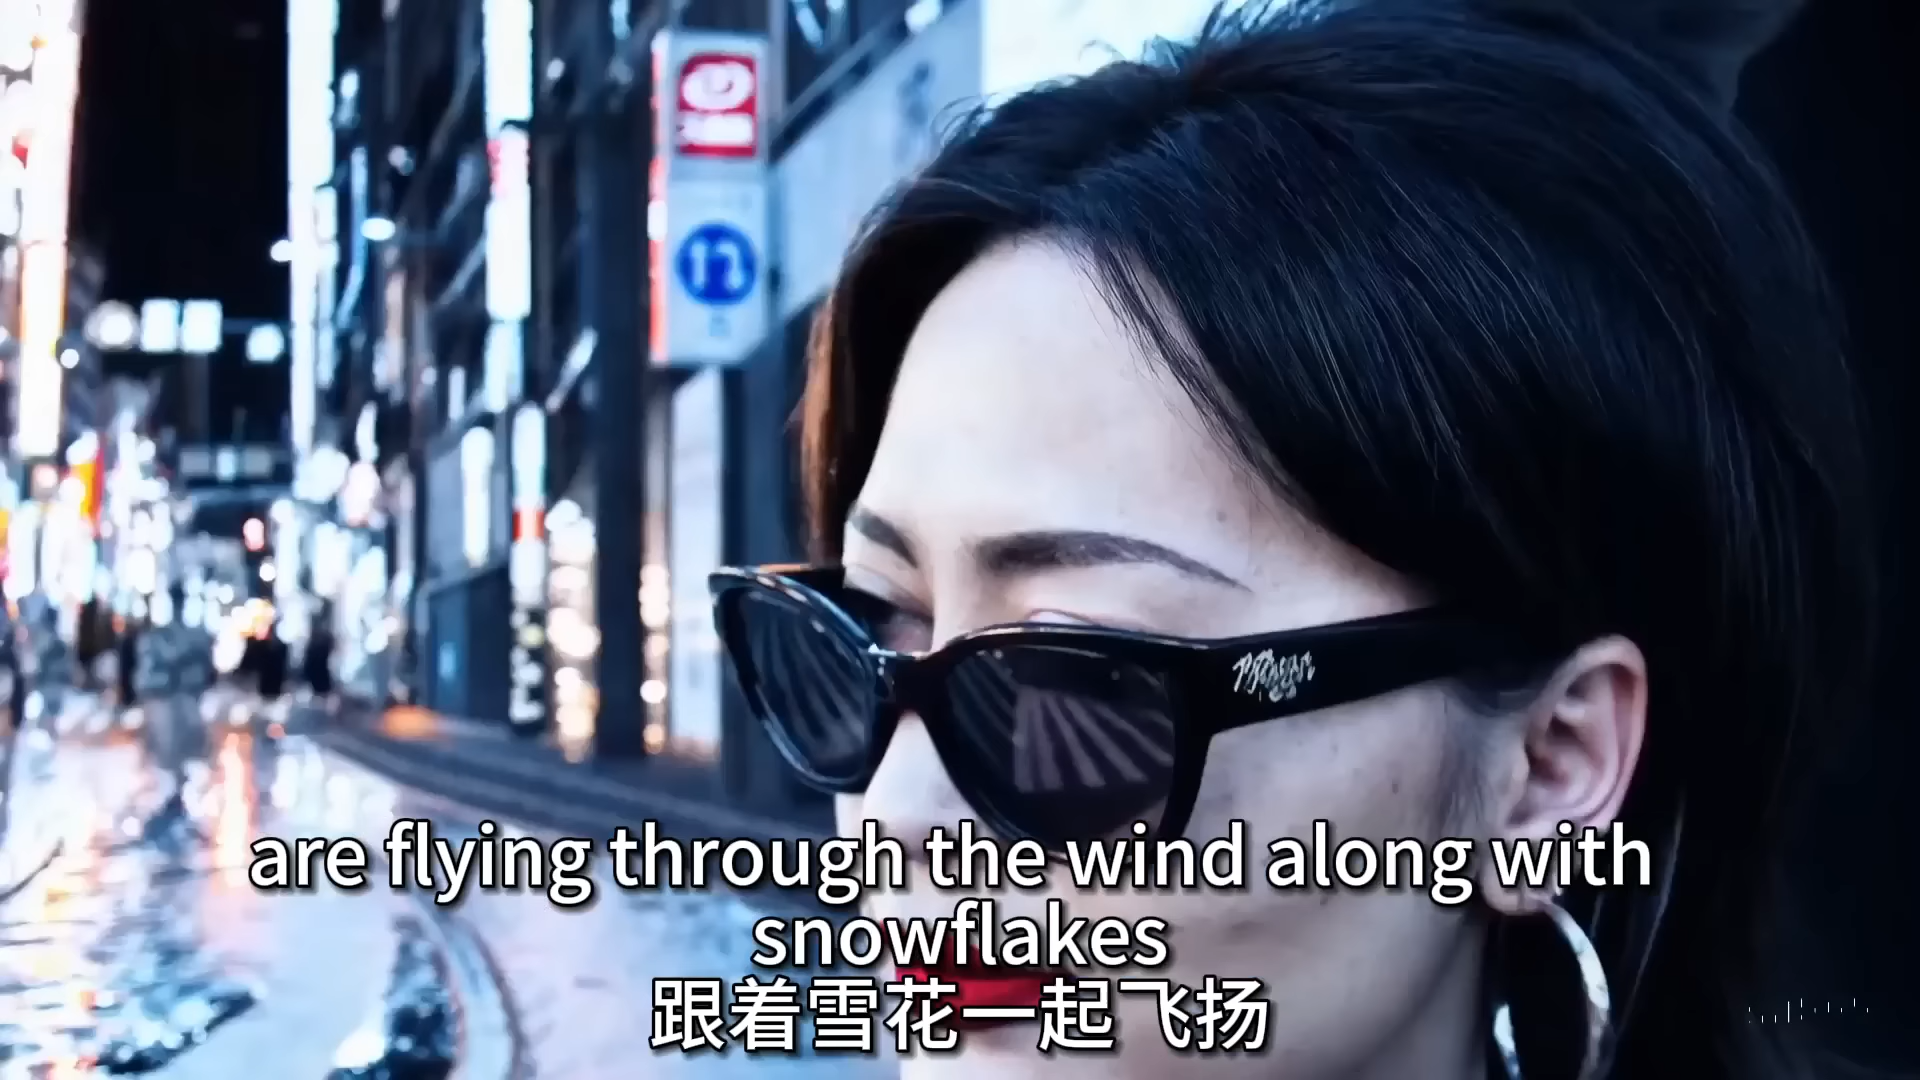 are flying through the wind along with
snowflakes
跟着雪花一起飞扬